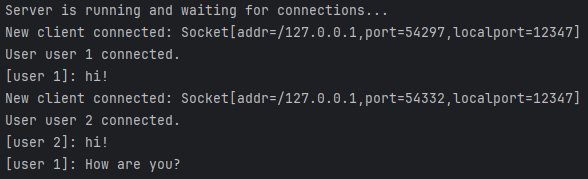 Server is running and waiting for connections...
New client connected: Socket[addr=/127.0.0.1,port=54297,localport=12347]
User user 1 connected.
[user 1]: hi!
New client connected: Socket[addr=/127.0.0.1,port=54332,localport=12347]
User user 2 connected.
[user 2]: hi!
[user 1]: How are you?